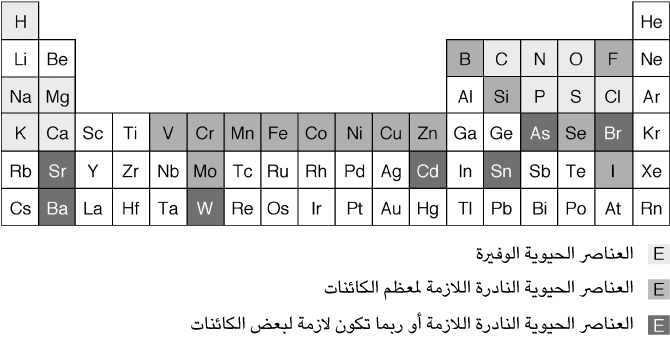 H He
Li Be B C N O F Ne
Na Mg Al Si P S Cl Ar
K Ca Sc Ti V Cr Mn Fe Co Ni Cu Zn Ga Ge As Se Br Kr
Rb Sr Y Zr Nb Mo Tc Ru Rh Pd Ag Cd In Sn Sb Te I Xe
Cs Ba La Hf Ta W Re Os Ir Pt Au Hg Tl Pb Bi Po At Rn
E العناصر الحيوية الوفيرة
E العناصر الحيوية النادرة اللازمة لمعظم الكائنات
E العناصر الحيوية النادرة اللازمة أو ربما تكون لازمة لبعض الكائنات